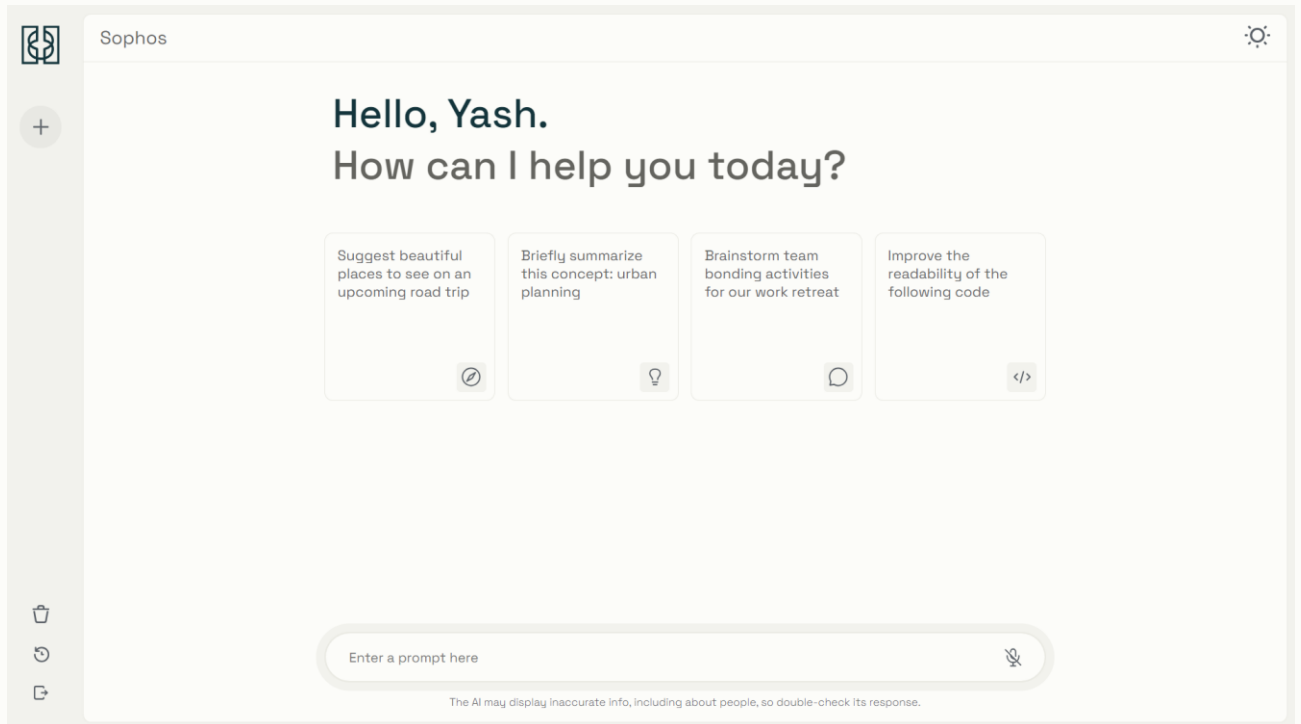 Sophos
Hello, Yash.
How can I help you today?
Suggest beautiful
places to see on an
upcoming road trip
Briefly summarize
this concept: urban
planning
Brainstorm team
bonding activities
for our work retreat
Improve the
readability of the
following code
Enter a prompt here
The AI may display inaccurate info, including about people, so double-check its response.